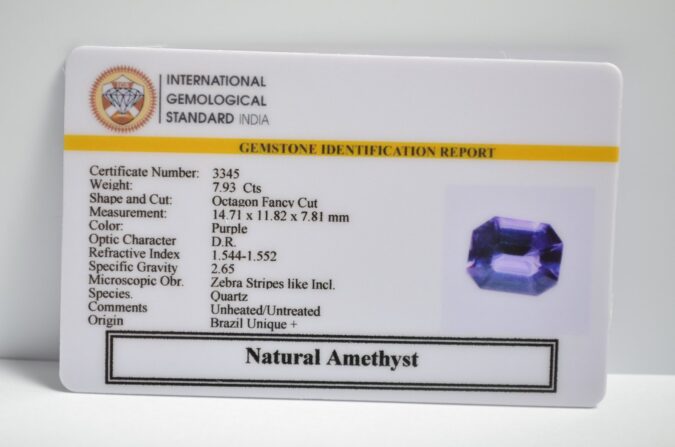 INTERNATIONAL
GEMOLOGICAL
STANDARD INDIA
GEMSTONE IDENTIFICATION REPORT
Certificate Number: 3345
Weight: 7.93 Cts
Shape and Cut: Octagon Fancy Cut
Measurement: 14.71 x 11.82 x 7.81 mm
Color: Purple
Optic Character D.R.
Refractive Index 1.544-1.552
Specific Gravity 2.65
Microscopic Obr. Zebra Stripes like Incl.
Species. Quartz
Comments Unheated/Untreated
Origin Brazil Unique +
Natural Amethyst